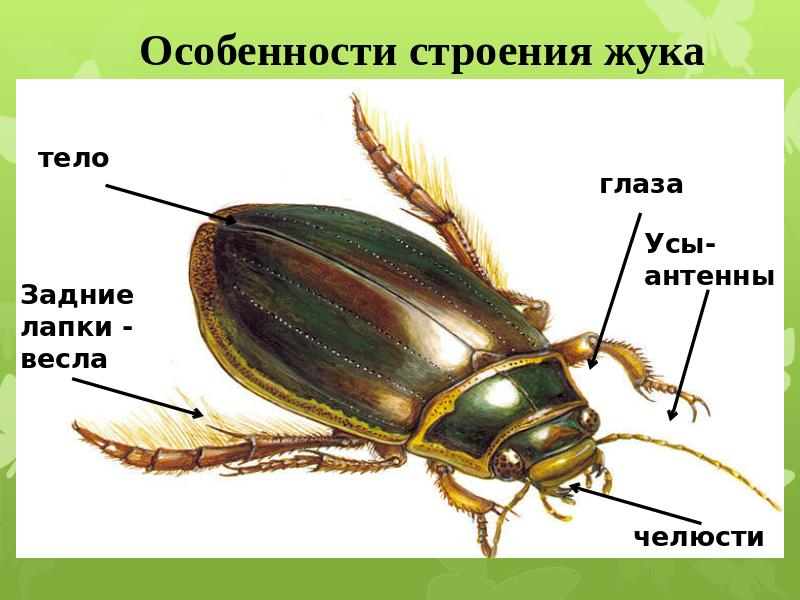 Особенности строения жука
тело
глаза
Усы-
антенны
Задние
лапки -
весла
челюсти